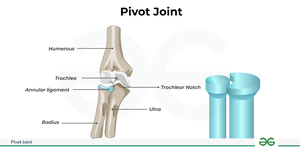 Pivot Joint
Humerous
Trochlea
Annular ligament
Trochlear Notch
Ulna
Radius
Pivot Joint